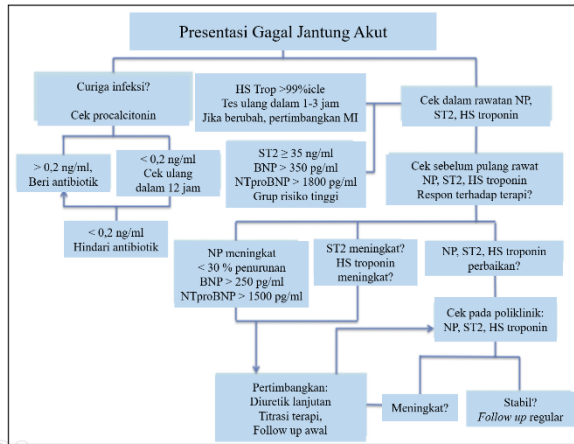 Presentasi Gagal Jantung Akut
Curiga infeksi?
Cek procalcitonin
> 0,2 ng/ml,
Beri antibiotik
< 0,2 ng/ml
Cek ulang
dalam 12 jam
< 0,2 ng/ml
Hindari antibiotik
HS Trop >99%icle
Tes ulang dalam 1-3 jam
Jika berubah, pertimbangkan MI
ST2 ≥ 35 ng/ml
BNP > 350 pg/ml
NTproBNP > 1800 pg/ml
Grup risiko tinggi
Cek dalam rawatan NP,
ST2, HS troponin
Cek sebelum pulang rawat
NP, ST2, HS troponin
Respon terhadap terapi?
NP meningkat
< 30 % penurunan
BNP > 250 pg/ml
NTproBNP > 1500 pg/ml
ST2 meningkat?
HS troponin
meningkat?
NP, ST2, HS troponin
perbaikan?
Cek pada poliklinik:
NP, ST2, HS troponin
Pertimbangkan:
Diuretik lanjutan
Titrasi terapi,
Follow up awal
Meningkat?
Stabil?
Follow up regular